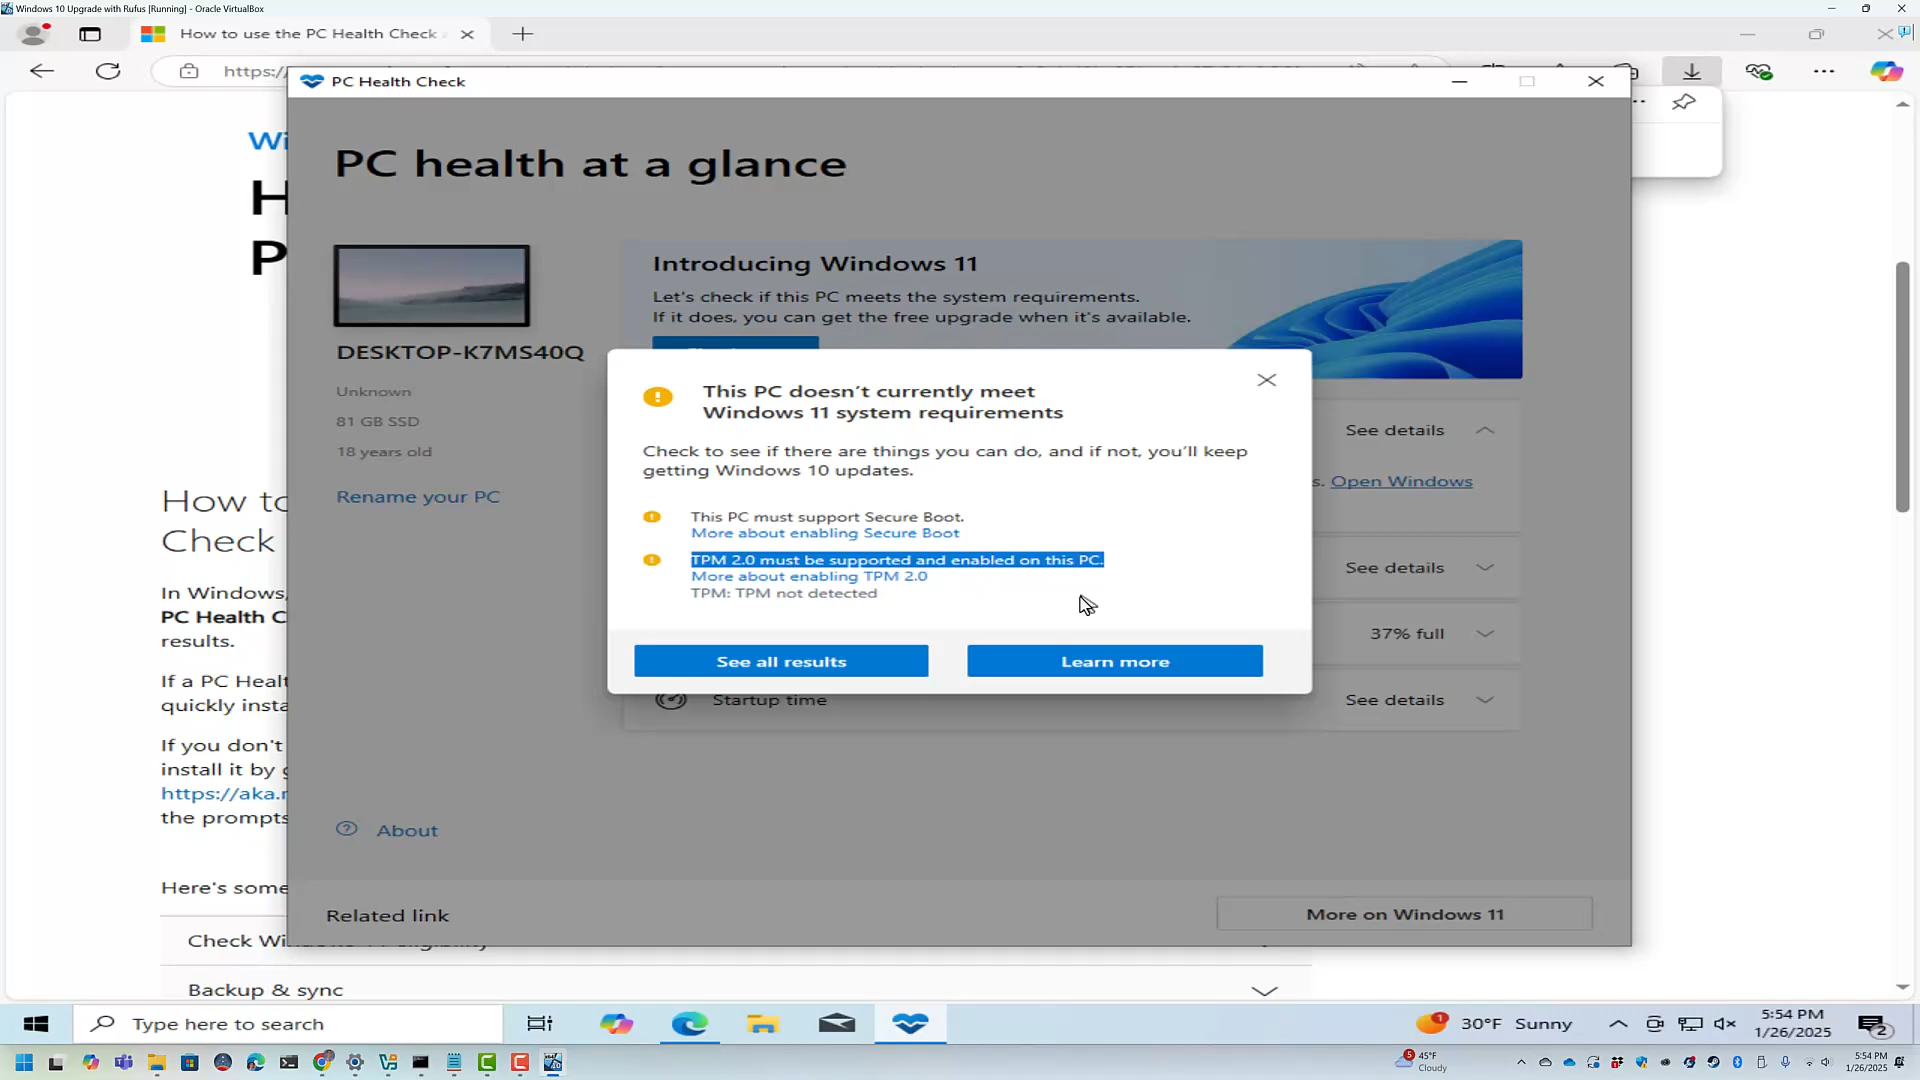 Windows 10 Upgrade with Rufus [Running] - Oracle VirtualBox
How to use the PC Health Check
https://
PC Health Check
Wi
H
P
PC health at a glance
DESKTOP-K7MS40Q
Unknown
81 GB SSD
18 years old
Rename your PC
Introducing Windows 11
Let's check if this PC meets the system requirements.
If it does, you can get the free upgrade when it's available.
This PC doesn't currently meet
Windows 11 system requirements
Check to see if there are things you can do, and if not, you'll keep
getting Windows 10 updates.
This PC must support Secure Boot.
More about enabling Secure Boot
TPM 2.0 must be supported and enabled on this PC.
More about enabling TPM 2.0
TPM: TPM not detected
See all results
Learn more
See details
s. Open Windows
See details
37% full
Startup time
See details
About
Related link
More on Windows 11
How to
Check
In Windows,
PC Health C
results.
If a PC Healt
quickly insta
If you don't
install it by g
https://aka.r
the prompts
Here's some
Check Wi
Backup & sync
Type here to search
1
30°F Sunny
5:54 PM
1/26/2025
2
5
45°F
Cloudy
5:54 PM
1/26/2025